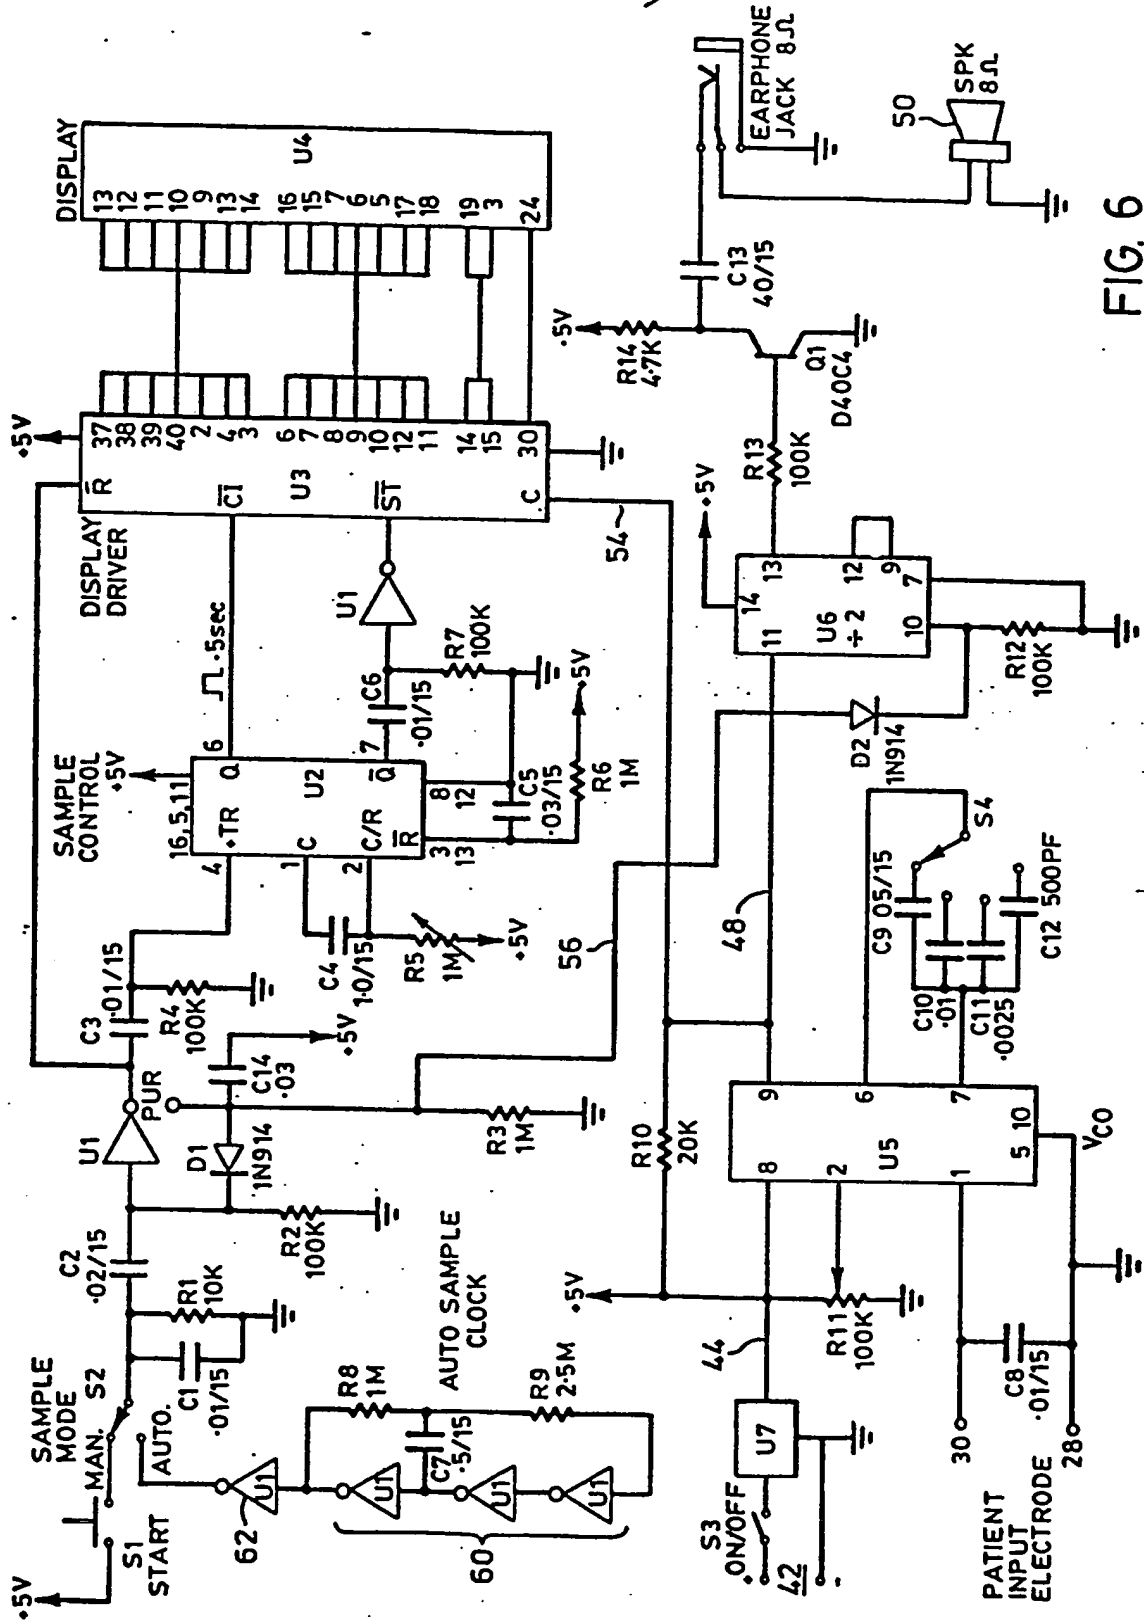 +5V
S1
START
SAMPLE
MODE
MAN.
S2
AUTO.
62
U1
U1
U1
U1
60
C1
.01/15
R1
10K
C2
.02/15
R8
1M
C7
.5/15
R9
2.5M
AUTO SAMPLE
CLOCK
U1
PUR
D1
1N914
R2
100K
C14
.03
+5V
R3
1M
C3
.01/15
R4
100K
SAMPLE
CONTROL
+5V
16,5,11
4
+TR
Q
6
.5sec
U2
1
C
2
C/R
Q
7
R
3
13
8
12
C4
1.0/15
R5
1M
+5V
C5
.03/15
R6
1M
+5V
C6
.01/15
R7
100K
U1
DISPLAY
DRIVER
+5V
R
CI
ST
C
U3
37
38
39
40
2
4
3
6
7
8
9
10
12
11
14
15
30
DISPLAY
U4
13
12
11
10
9
13
14
16
15
7
6
5
17
18
19
3
24
54
56
S3
ON/OFF
+
42
-
U7
44
+5V
R10
20K
R11
100K
8
2
1
5 10
U5
9
6
7
VCO
PATIENT
INPUT
ELECTRODE
30
28
C8
.01/15
48
C9 05/15
C10
.01
C11
.0025
C12 500PF
S4
D2
1N914
R12
100K
+5V
14
11
13
12
9
10
7
U6
÷2
R13
100K
+5V
R14
4.7K
Q1
D40C4
C13
40/15
EARPHONE
JACK 8Ω
50
SPK
8Ω
FIG. 6